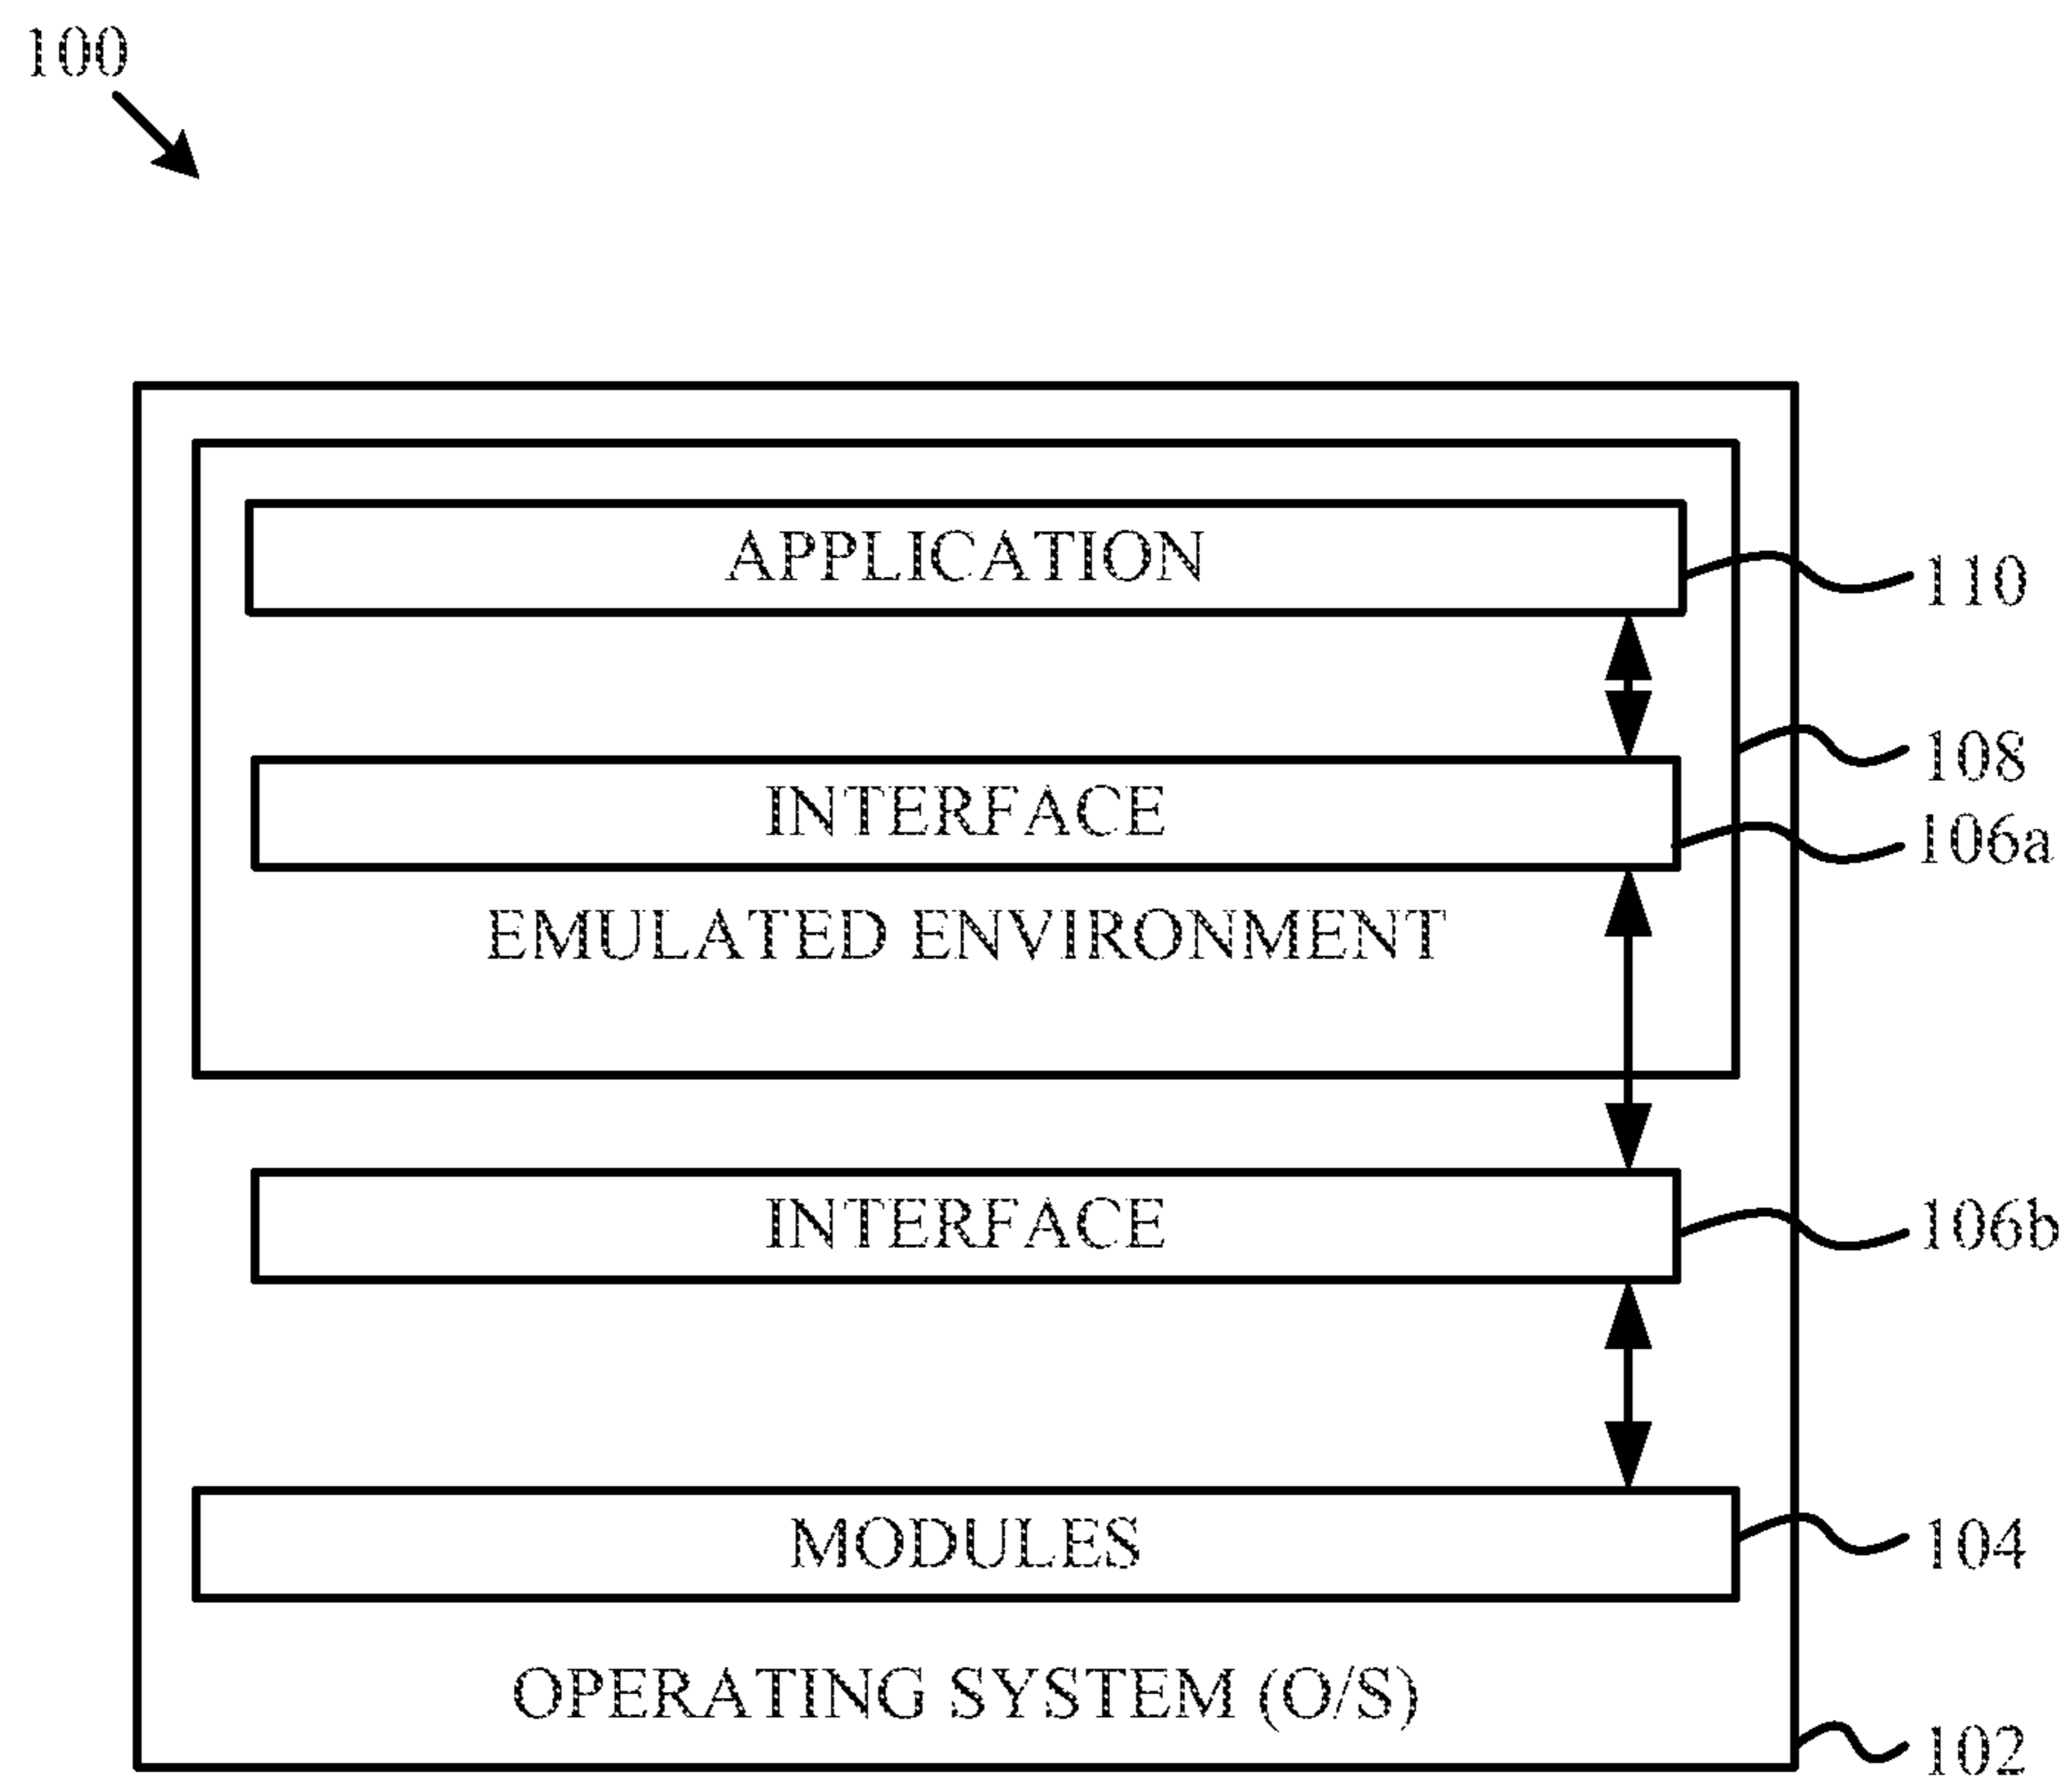 100
APPLICATION
110
INTERFACE
108
106a
EMULATED ENVIRONMENT
INTERFACE
106b
MODULES
104
OPERATING SYSTEM (O/S)
102